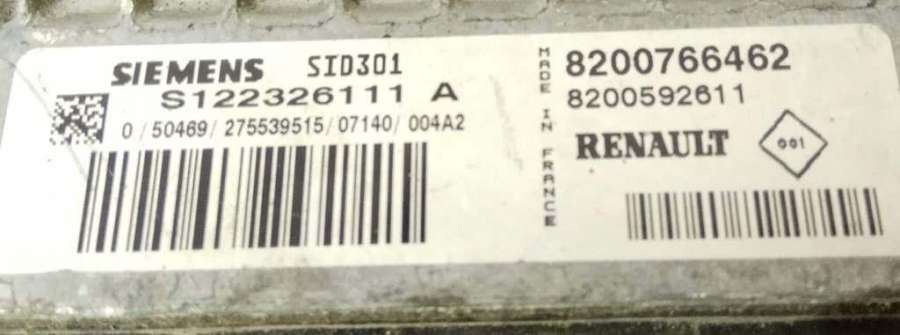 SIEMENS SID301
S122326111 A
0/50469/275539515/07140/004A2
MADE IN FRANCE
8200766462
8200592611
RENAULT 001